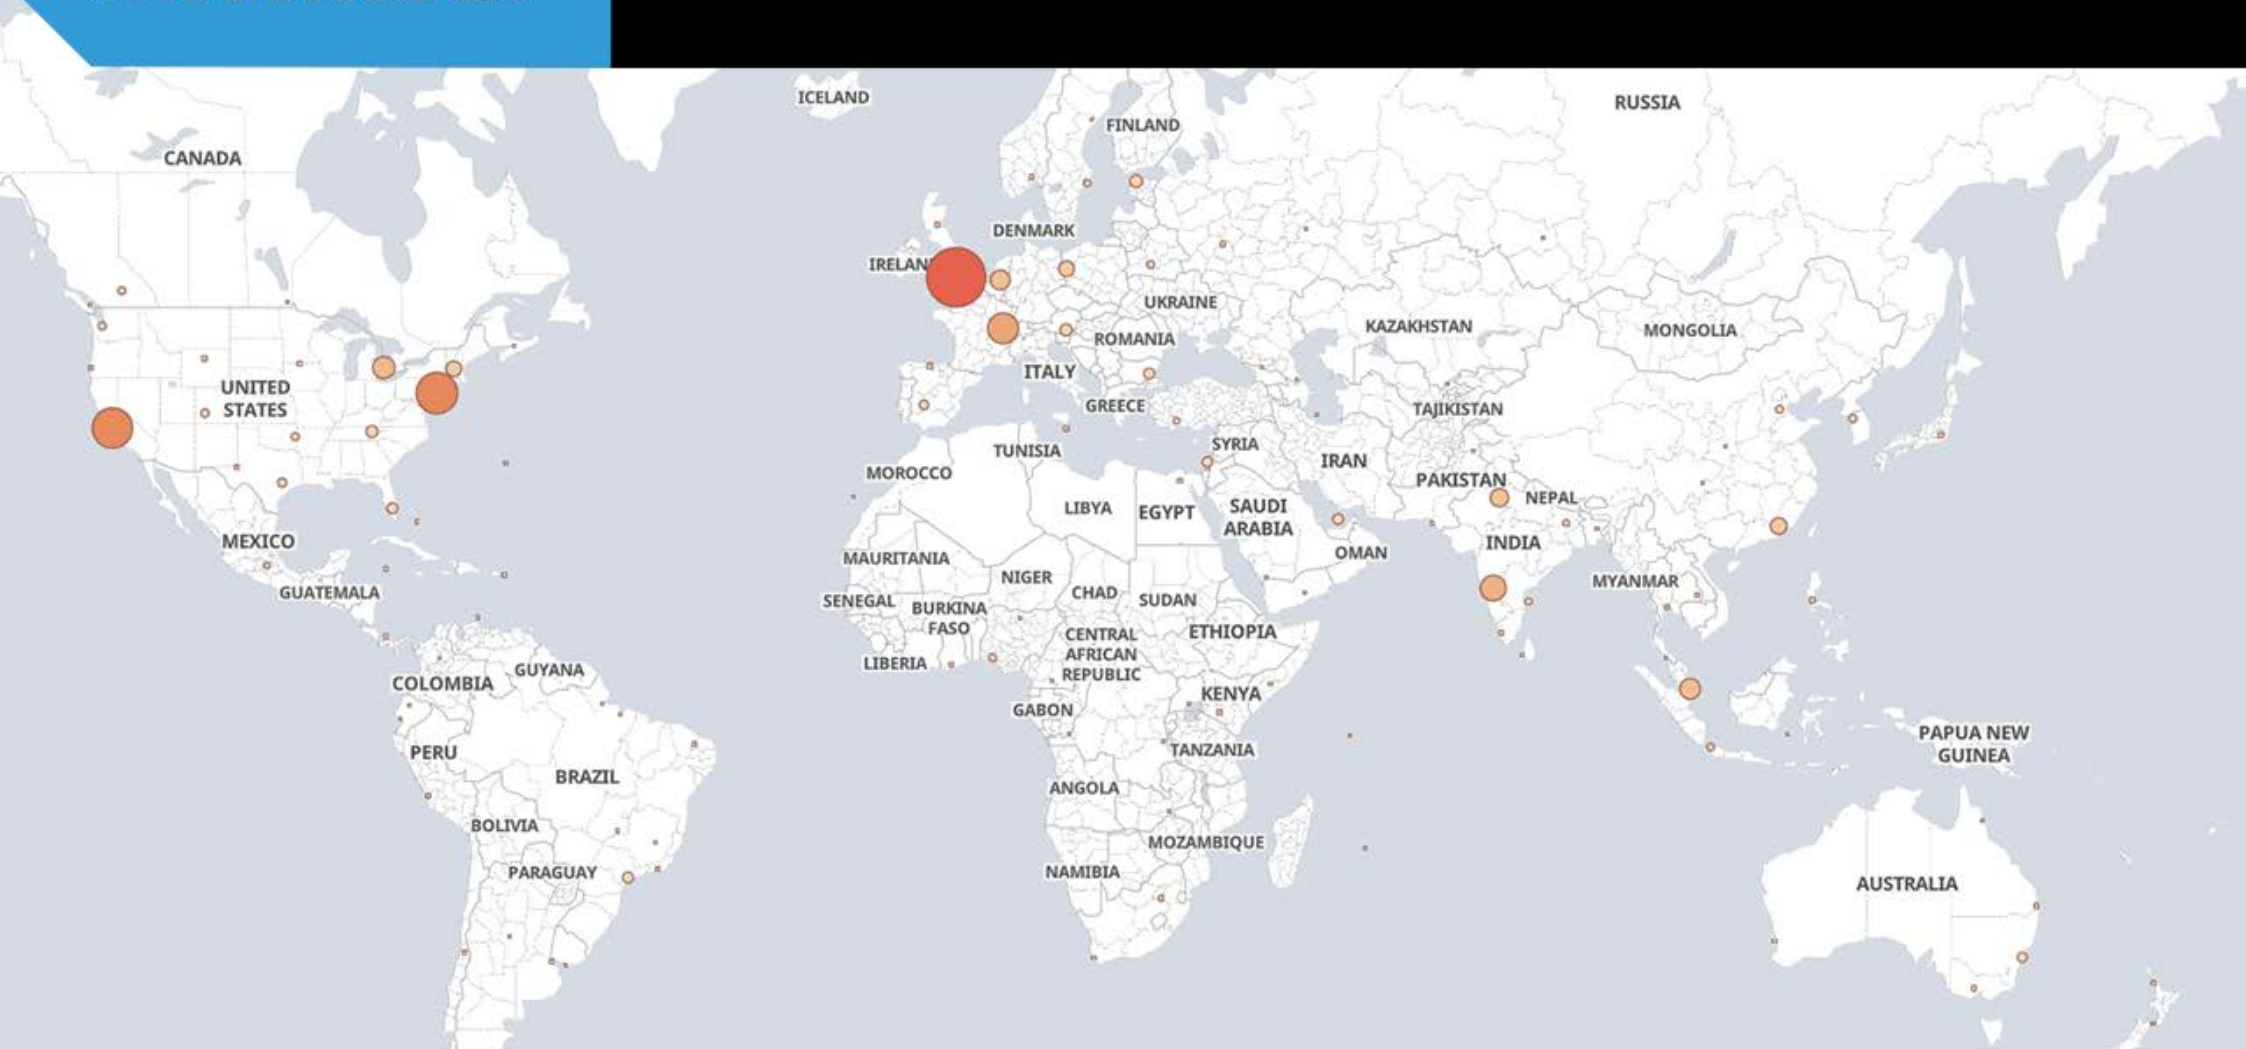 ICELAND
RUSSIA
FINLAND
CANADA
DENMARK
IRELAN
UKRAINE
KAZAKHSTAN
MONGOLIA
ROMANIA
ITALY
UNITED
STATES
GREECE
TAJIKISTAN
SYRIA
TUNISIA
IRAN
MOROCCO
PAKISTAN
NEPAL
LIBYA
EGYPT
SAUDI
ARABIA
MEXICO
INDIA
OMAN
MAURITANIA
NIGER
MYANMAR
GUATEMALA
CHAD
SUDAN
SENEGAL
BURKINA
FASO
ETHIOPIA
CENTRAL
AFRICAN
REPUBLIC
LIBERIA
GUYANA
COLOMBIA
KENYA
GABON
PAPUA NEW
GUINEA
PERU
TANZANIA
BRAZIL
ANGOLA
BOLIVIA
MOZAMBIQUE
PARAGUAY
NAMIBIA
AUSTRALIA